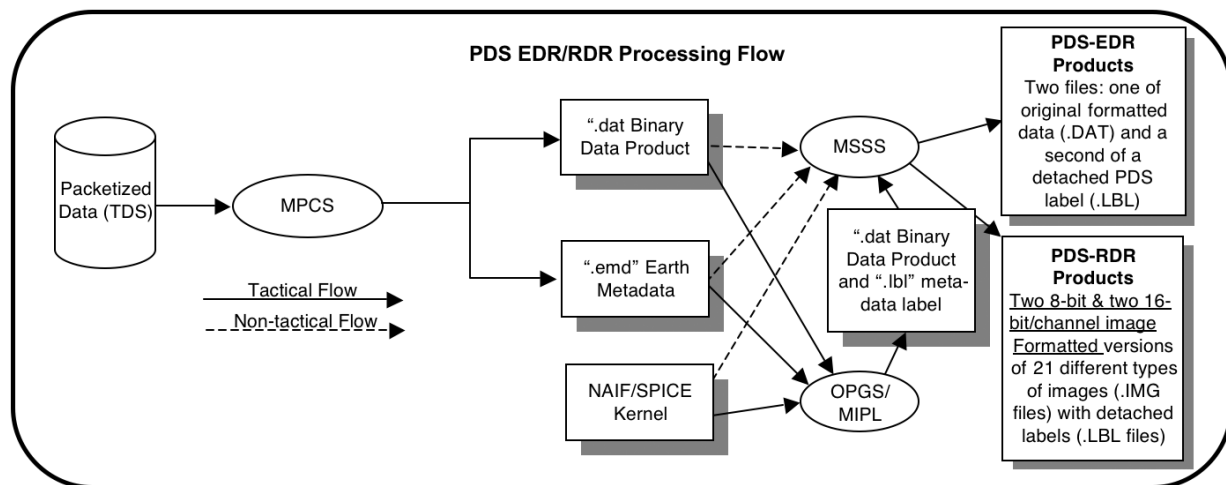 PDS EDR/RDR Processing Flow
Packetized
Data (TDS)
MPCS
Tactical Flow
Non-tactical Flow
“.dat Binary
Data Product
“.emd” Earth
Metadata
NAIF/SPICE
Kernel
MSSS
“.dat Binary
Data Product
and “.lbl” meta-
data label
OPGS/
MIPL
PDS-EDR
Products
Two files: one of
original formatted
data (.DAT) and a
second of a
detached PDS
label (.LBL)
PDS-RDR
Products
Two 8-bit & two 16-
bit/channel image
Formatted versions
of 21 different types
of images (.IMG
files) with detached
labels (.LBL files)